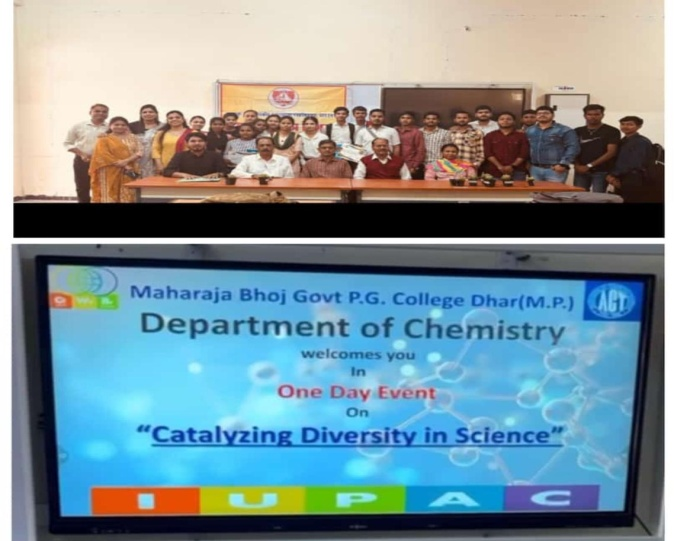 Maharaja Bhoj Govt P.G. College Dhar(M.P.)
ACT
Department of Chemistry
welcomes you
In
One Day Event
On
“Catalyzing Diversity in Science”
I U P A C